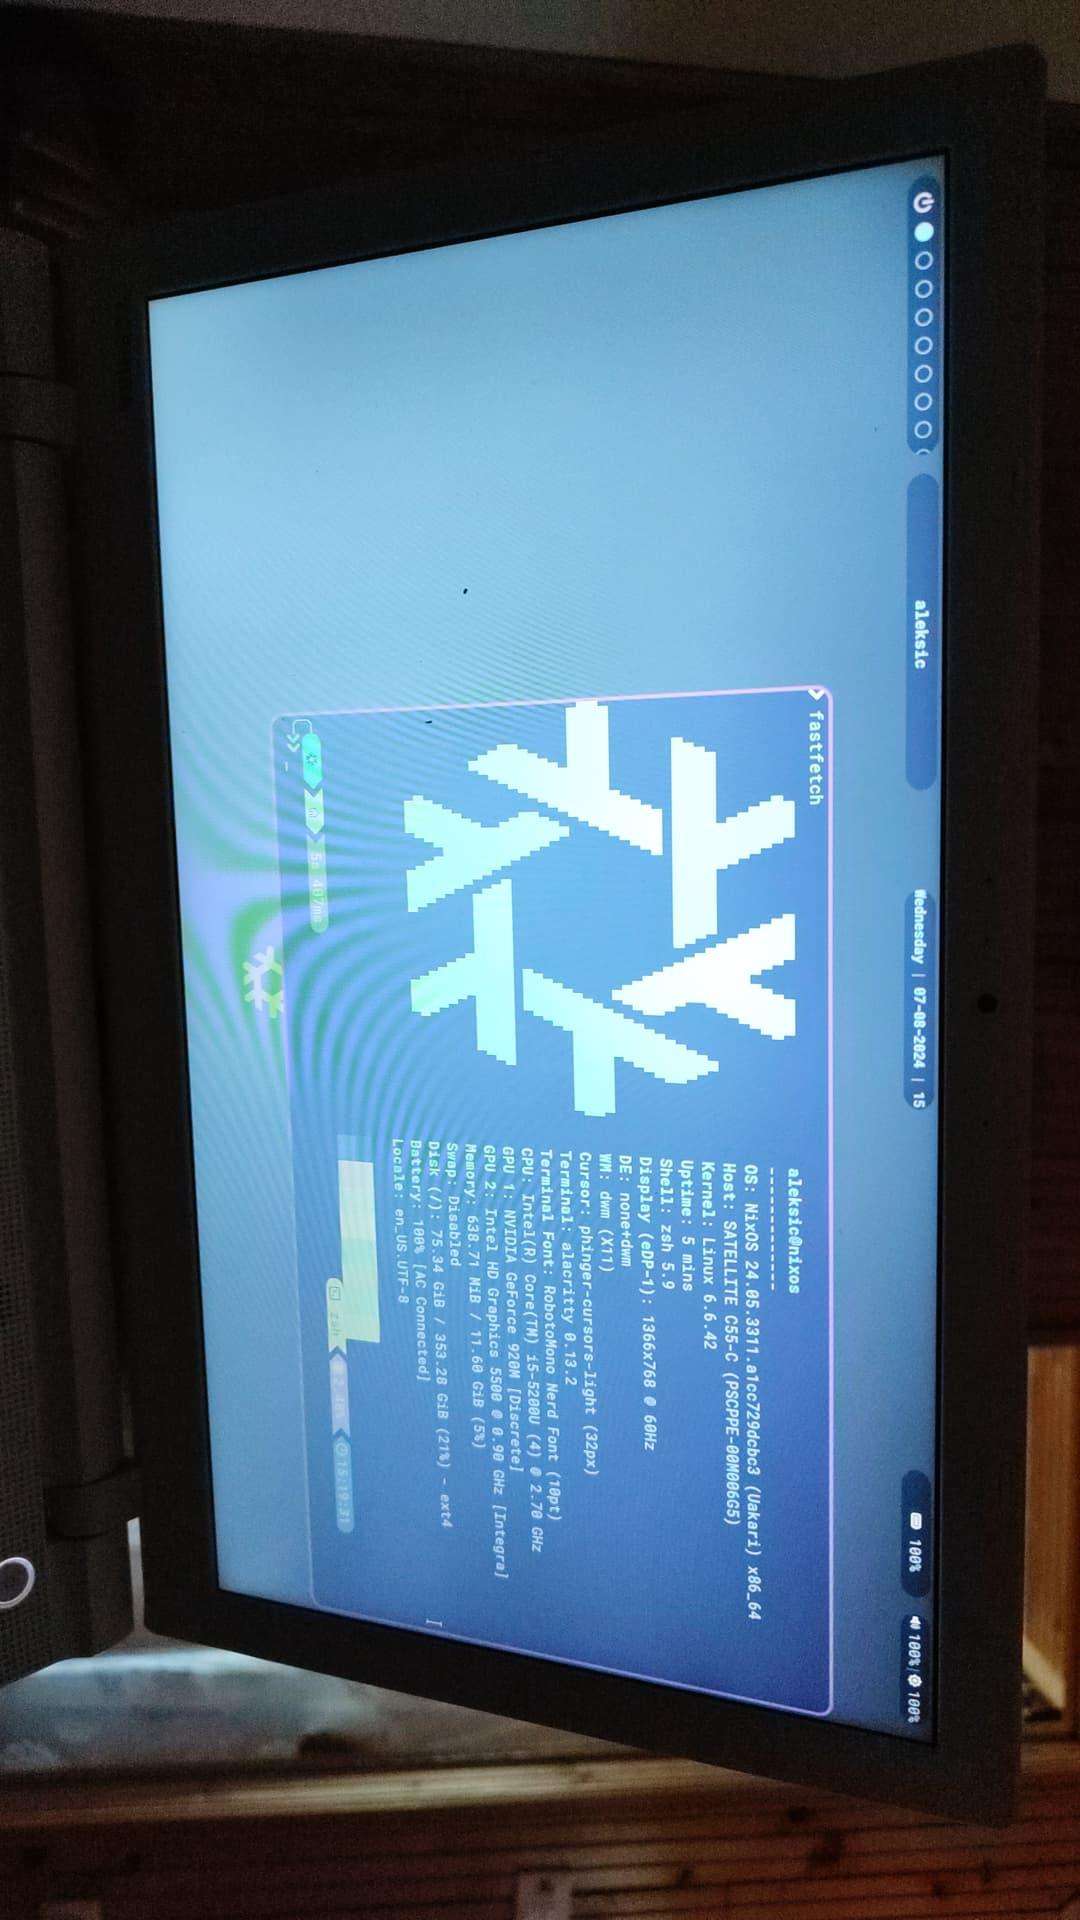 aleksic
Wednesday | 07-08-2024 | 15
100%
100% | 100%
fastfetch
aleksic@nixos
-------------
OS: NixOS 24.05.3311.a1cc729dcbc3 (Uakari) x86_64
Host: SATELLITE C55-C (PSCPPE-00M006G5)
Kernel: Linux 6.6.42
Uptime: 5 mins
Shell: zsh 5.9
Display (eDP-1): 1366x768 @ 60Hz
DE: none+dwm
WM: dwm (X11)
Cursor: phinger-cursors-light (32px)
Terminal: alacritty 0.13.2
Terminal Font: RobotoMono Nerd Font (10pt)
CPU: Intel(R) Core(TM) i5-5200U (4) @ 2.70 GHz
GPU 1: NVIDIA GeForce 920M [Discrete]
GPU 2: Intel HD Graphics 5500 @ 0.90 GHz [Integra]
Memory: 638.71 MiB / 11.60 GiB (5%)
Swap: Disabled
Disk (/): 75.34 GiB / 353.28 GiB (21%) - ext4
Battery: 100% [AC Connected]
Locale: en_US.UTF-8
5s 487ms
zsh
15:19:31